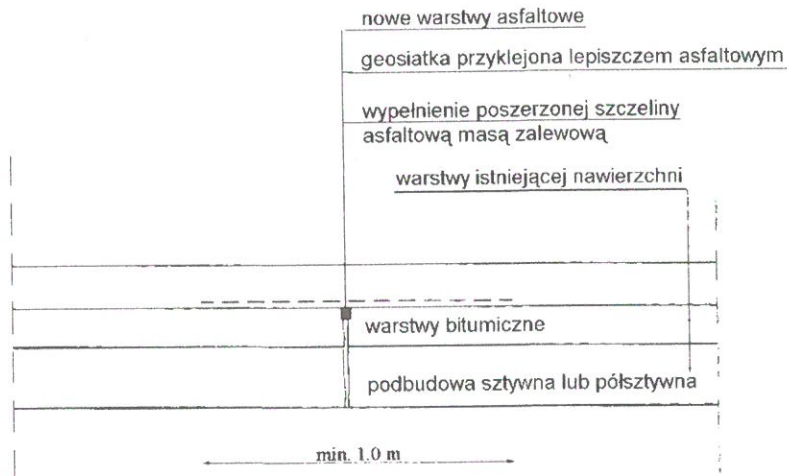 nowe warstwy asfaltowe
geosiatka przyklejona lepiszczem asfaltowym
wypełnienie poszerzonej szczeliny
asfaltową masą zalewową
warstwy istniejącej nawierzchni
warstwy bitumiczne
podbudowa sztywna lub półsztywna
min. 1.0 m